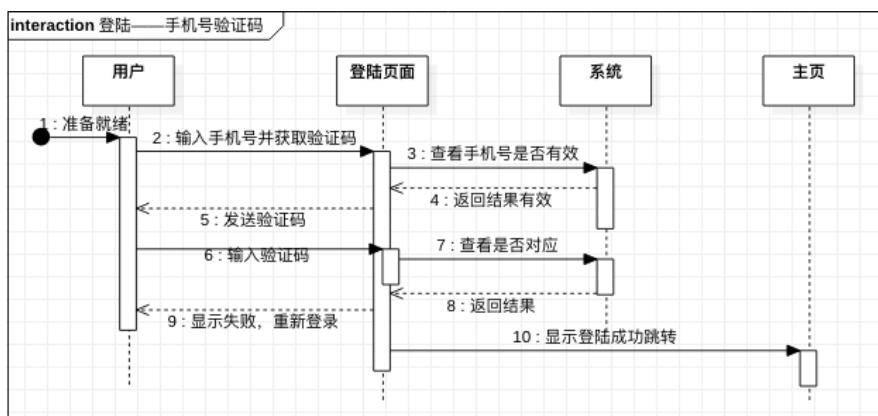 interaction 登陆——手机号验证码
用户
登陆页面
系统
主页
1 : 准备就绪
2 : 输入手机号并获取验证码
3 : 查看手机号是否有效
4 : 返回结果有效
5 : 发送验证码
6 : 输入验证码
7 : 查看是否对应
8 : 返回结果
9 : 显示失败，重新登录
10 : 显示登陆成功跳转